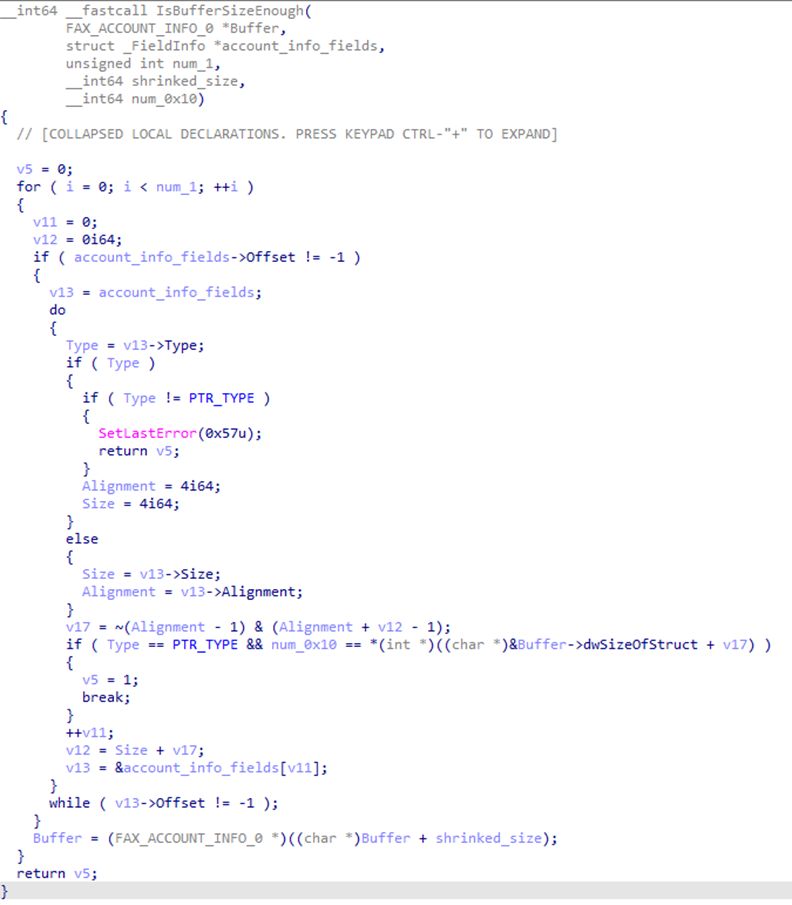 __int64 __fastcall IsBufferSizeEnough(
        FAX_ACCOUNT_INFO_0 *Buffer,
        struct _FieldInfo *account_info_fields,
        unsigned int num_1,
        __int64 shrinked_size,
        __int64 num_0x10)
{
  // [COLLAPSED LOCAL DECLARATIONS. PRESS KEYPAD CTRL-"+" TO EXPAND]

  v5 = 0;
  for ( i = 0; i < num_1; ++i )
  {
    v11 = 0;
    v12 = 0i64;
    if ( account_info_fields->Offset != -1 )
    {
      v13 = account_info_fields;
      do
      {
        Type = v13->Type;
        if ( Type )
        {
          if ( Type != PTR_TYPE )
          {
            SetLastError(0x57u);
            return v5;
          }
          Alignment = 4i64;
          Size = 4i64;
        }
        else
        {
          Size = v13->Size;
          Alignment = v13->Alignment;
        }
        v17 = ~(Alignment - 1) & (Alignment + v12 - 1);
        if ( Type == PTR_TYPE && num_0x10 == *(int *)((char *)&Buffer->dwSizeOfStruct + v17) )
        {
          v5 = 1;
          break;
        }
        ++v11;
        v12 = Size + v17;
        v13 = &account_info_fields[v11];
      }
      while ( v13->Offset != -1 );
    }
    Buffer = (FAX_ACCOUNT_INFO_0 *)((char *)Buffer + shrinked_size);
  }
  return v5;
}